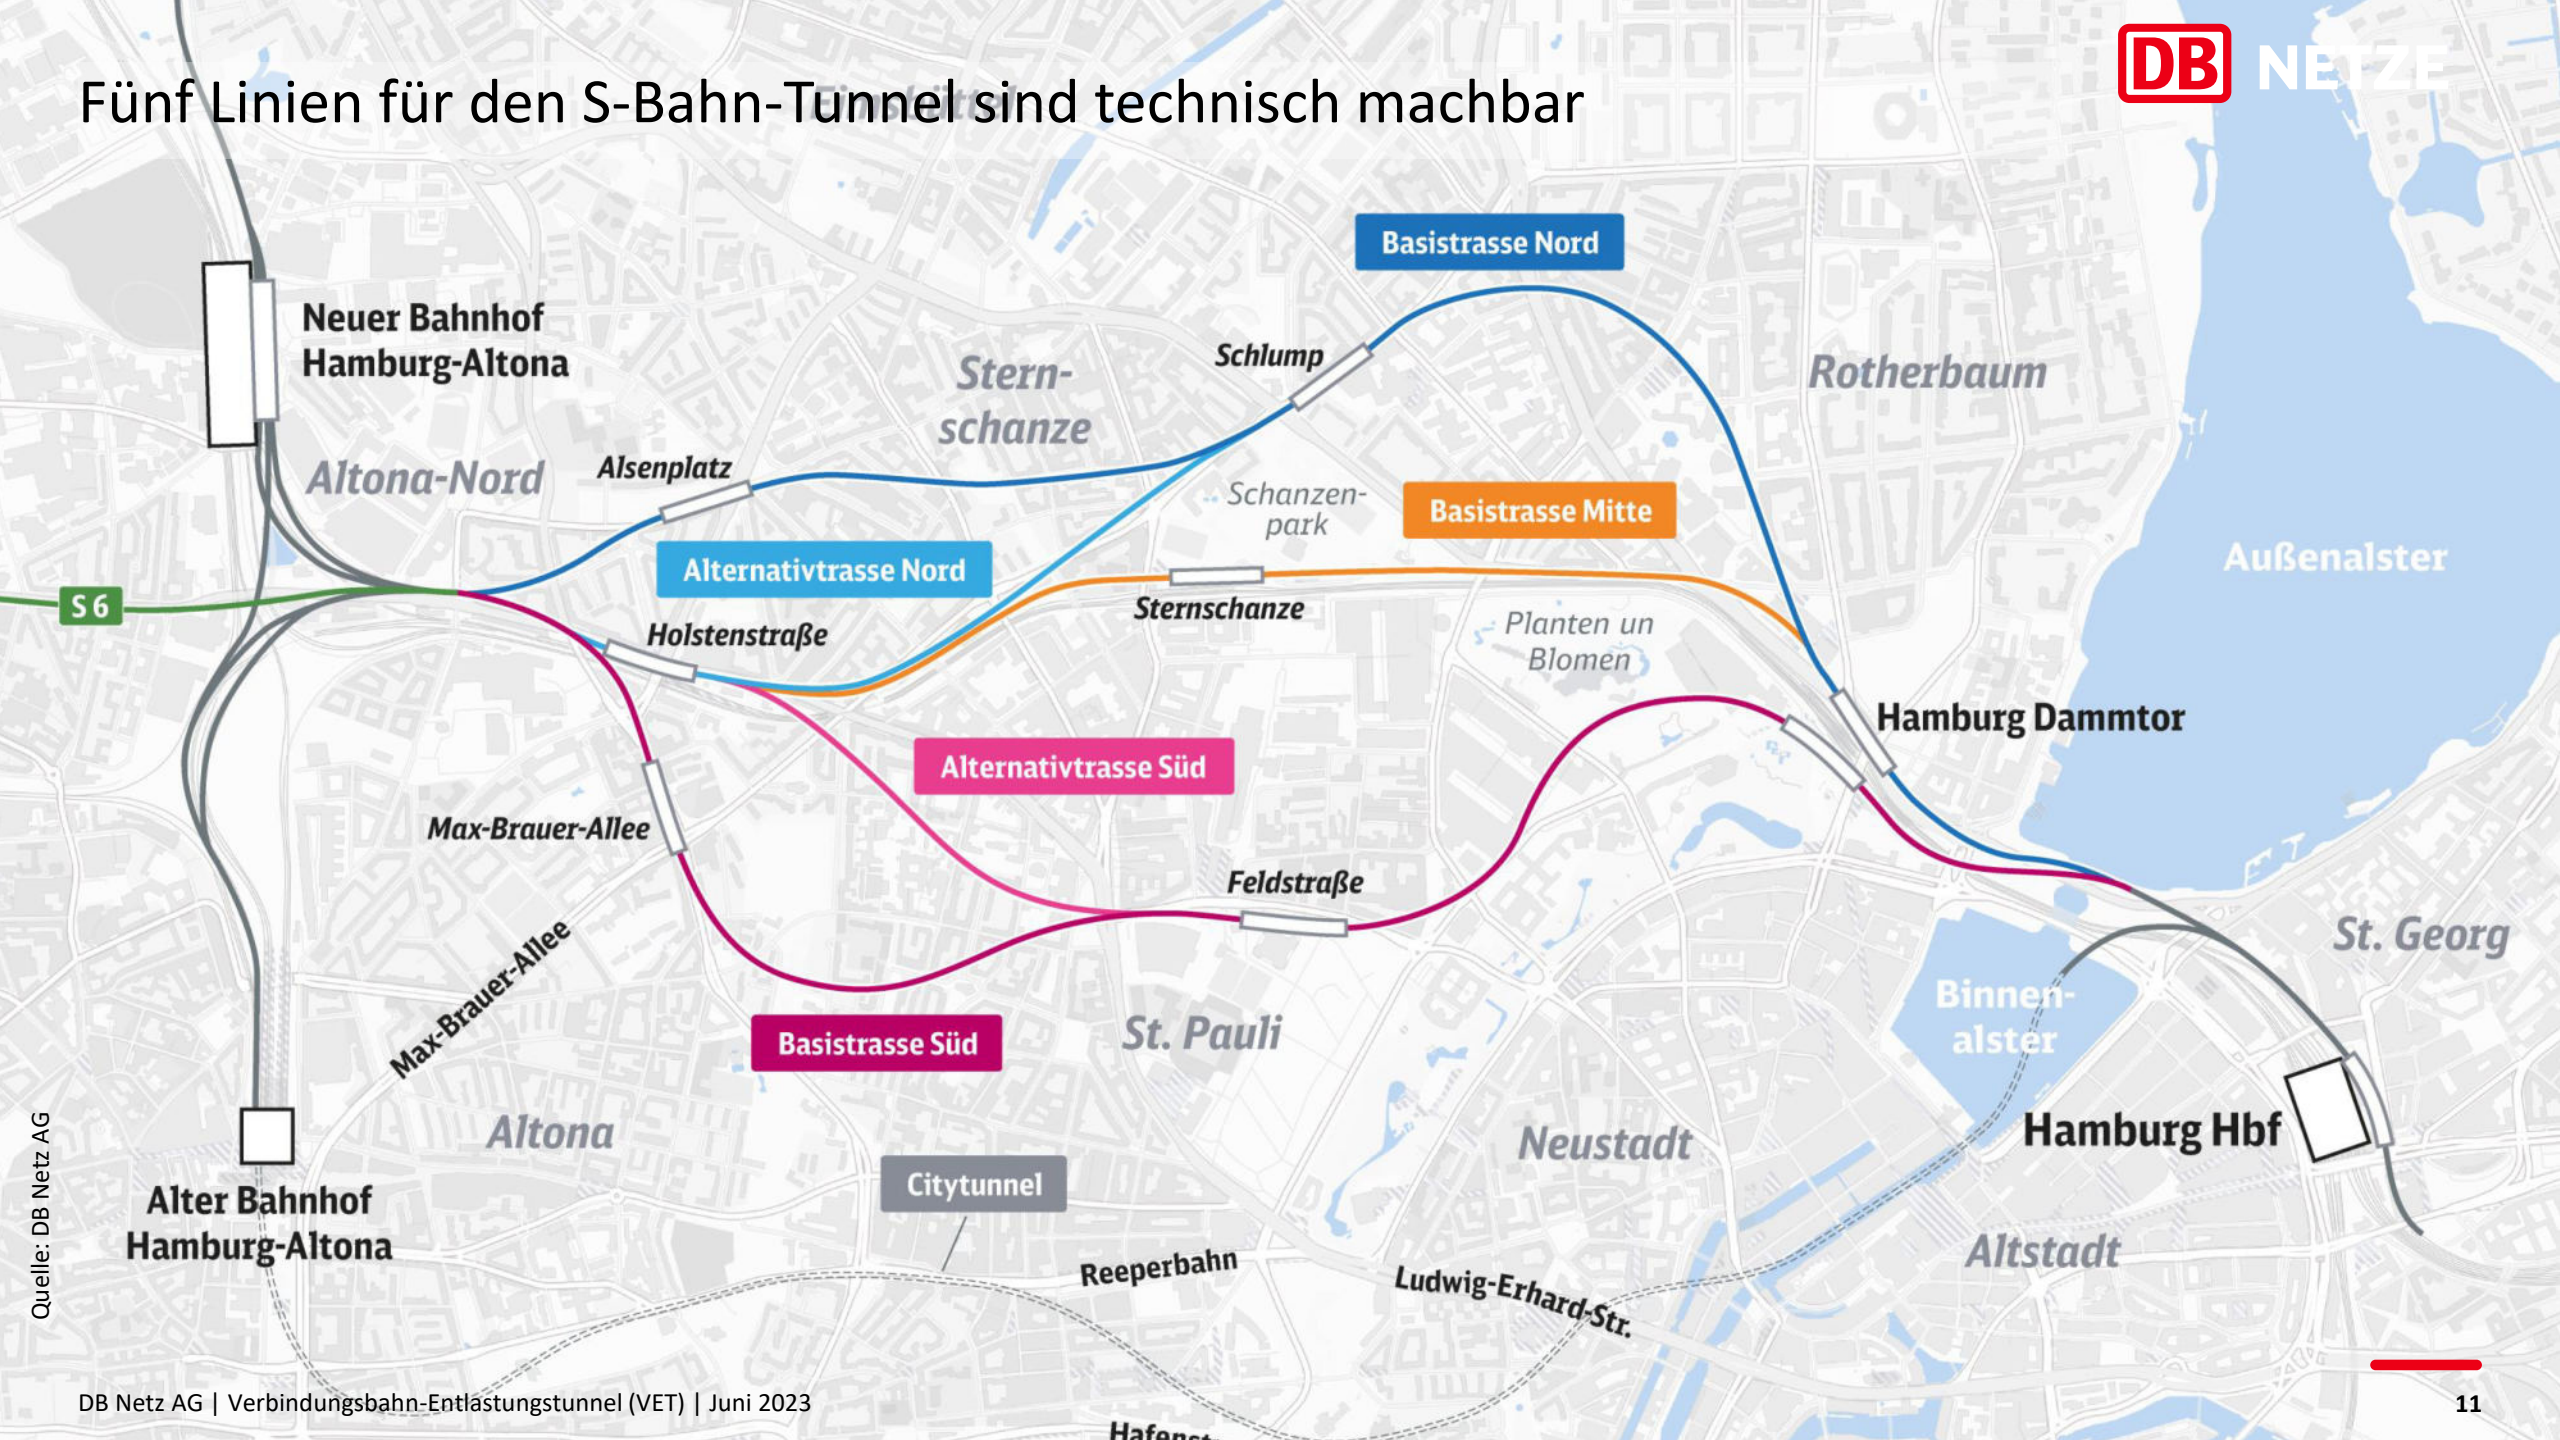 Fünf Linien für den S-Bahn-Tunnel sind technisch machbar
DB NETZE
Eimsbüttel
Basistrasse Nord
Neuer Bahnhof
Hamburg-Altona
Schlump
Stern-
schanze
Rotherbaum
Altona-Nord
Alsenplatz
Schanzen-
park
Basistrasse Mitte
Alternativtrasse Nord
Außenalster
S 6
Holstenstraße
Sternschanze
Planten un
Blomen
Hamburg Dammtor
Alternativtrasse Süd
Max-Brauer-Allee
Feldstraße
St. Georg
Max-Brauer-Allee
Binnen-
alster
Basistrasse Süd
St. Pauli
Altona
Neustadt
Hamburg Hbf
Citytunnel
Alter Bahnhof
Hamburg-Altona
Reeperbahn
Ludwig-Erhard-Str.
Altstadt
Quelle: DB Netz AG
DB Netz AG | Verbindungsbahn-Entlastungstunnel (VET) | Juni 2023
11